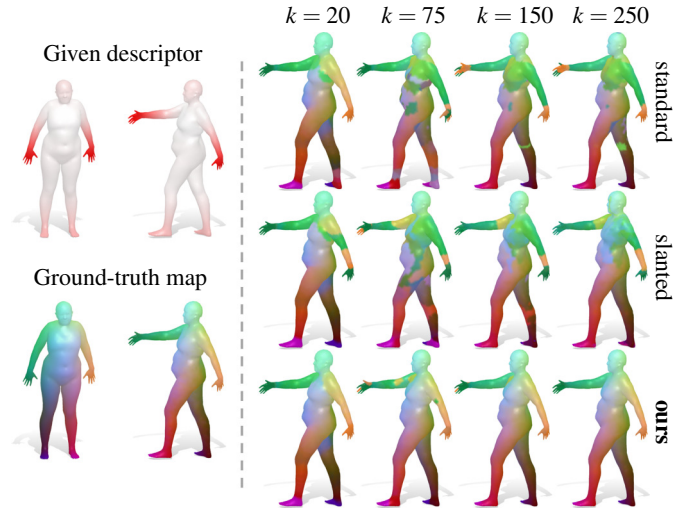 k = 20 k = 75 k = 150 k = 250
Given descriptor
standard
slanted
Ground-truth map
ours